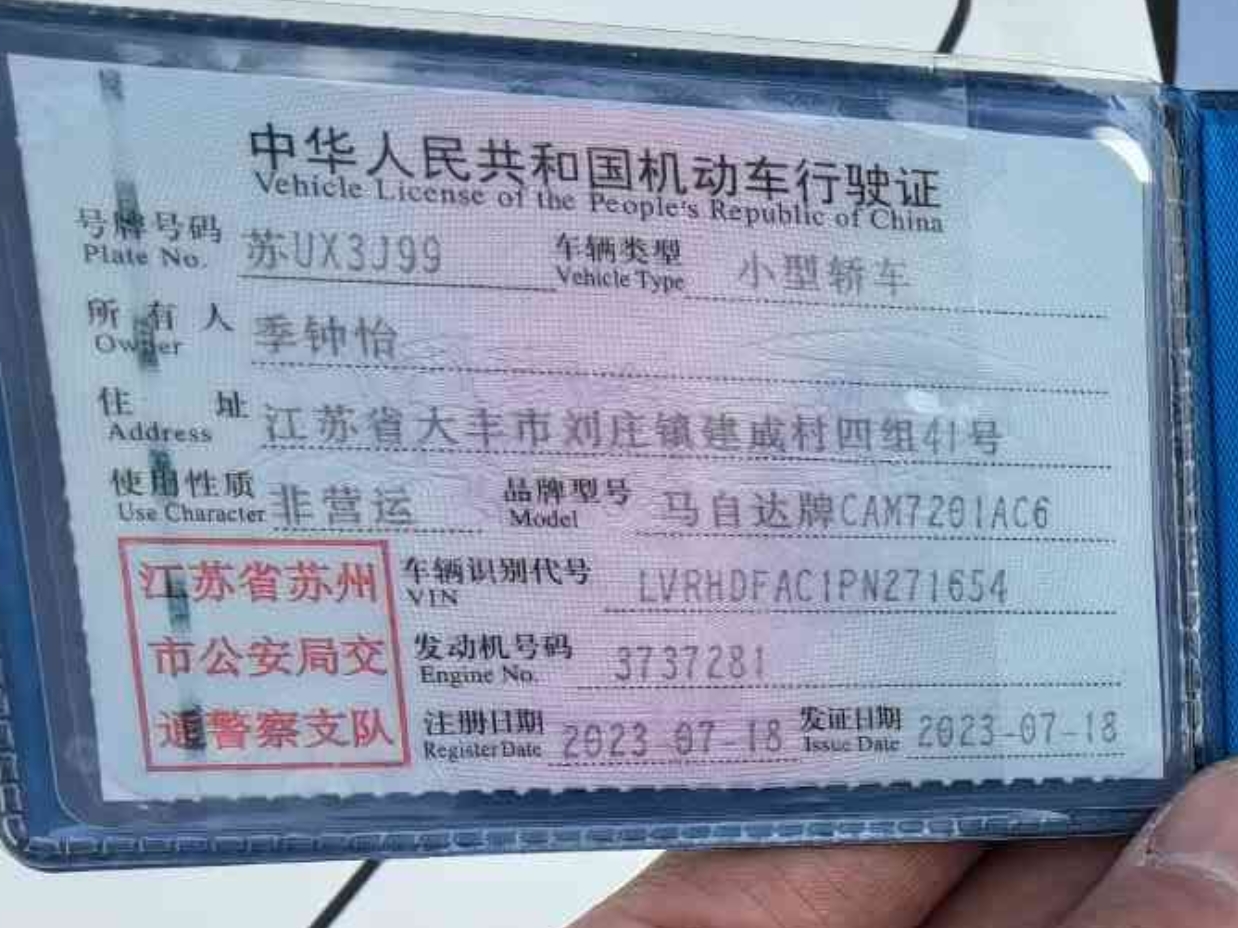 中华人民共和国机动车行驶证
Vehicle License of the People's Republic of China
号牌号码 苏UX3J99 车辆类型 小型轿车
Plate No. Vehicle Type
所有人 季钟怡
Owner
住址 江苏省大丰市刘庄镇建成村四组41号
Address
使用性质 非营运 品牌型号 马自达牌CAM7201AC6
Use Character Model
江苏省苏州
市公安局交
通警察支队
车辆识别代号 LVRHDFAC1PN271654
VIN
发动机号码 3737281
Engine No.
注册日期 2023-07-18 发证日期 2023-07-18
Register Date Issue Date